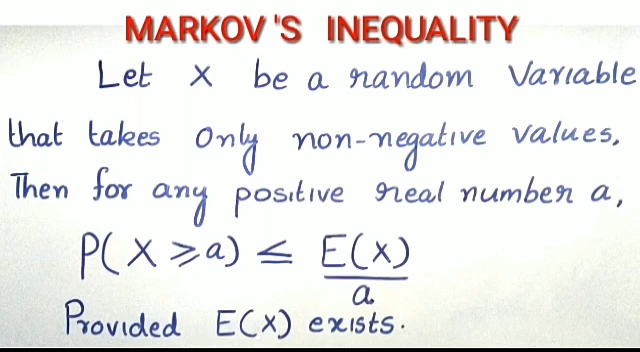 MARKOV'S INEQUALITY
Let X be a random Variable
that takes only non-negative values.
Then for any positive real number a,
P(X ⩾ a) ≤ E(X)/a
Provided E(X) exists.